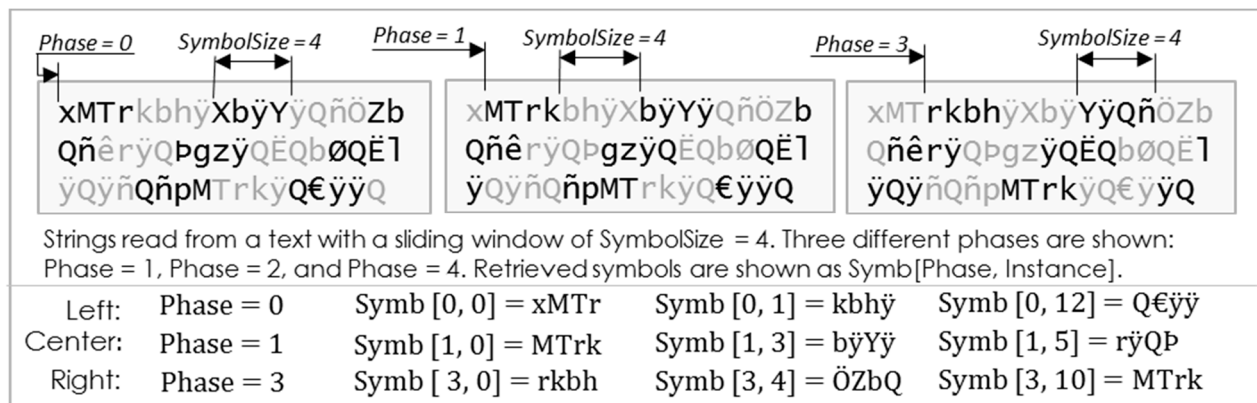 Phase = 0 SymbolSize = 4 Phase = 1 SymbolSize = 4 Phase = 3 SymbolSize = 4
xMTrkbhÿXbÿYÿQñÖZb xMTrkbhÿXbÿYÿQñÖZb xMTrkbhÿXbÿYÿQñÖZb
QñêrÿQÞgzÿQËQbØQËl QñêrÿQÞgzÿQËQbØQËl QñêrÿQÞgzÿQËQbØQËl
ÿQÿñQñpMTrkÿQ€ÿÿQ ÿQÿñQñpMTrkÿQ€ÿÿQ ÿQÿñQñpMTrkÿQ€ÿÿQ
Strings read from a text with a sliding window of SymbolSize = 4. Three different phases are shown:
Phase = 1, Phase = 2, and Phase = 4. Retrieved symbols are shown as Symb[Phase, Instance].
Left: Phase = 0 Symb [0, 0] = xMTr Symb [0, 1] = kbhÿ Symb [0, 12] = Q€ÿÿ
Center: Phase = 1 Symb [1, 0] = MTrk Symb [1, 3] = bÿYÿ Symb [1, 5] = rÿQÞ
Right: Phase = 3 Symb [ 3, 0] = rkbh Symb [3, 4] = ÖZbQ Symb [3, 10] = MTrk